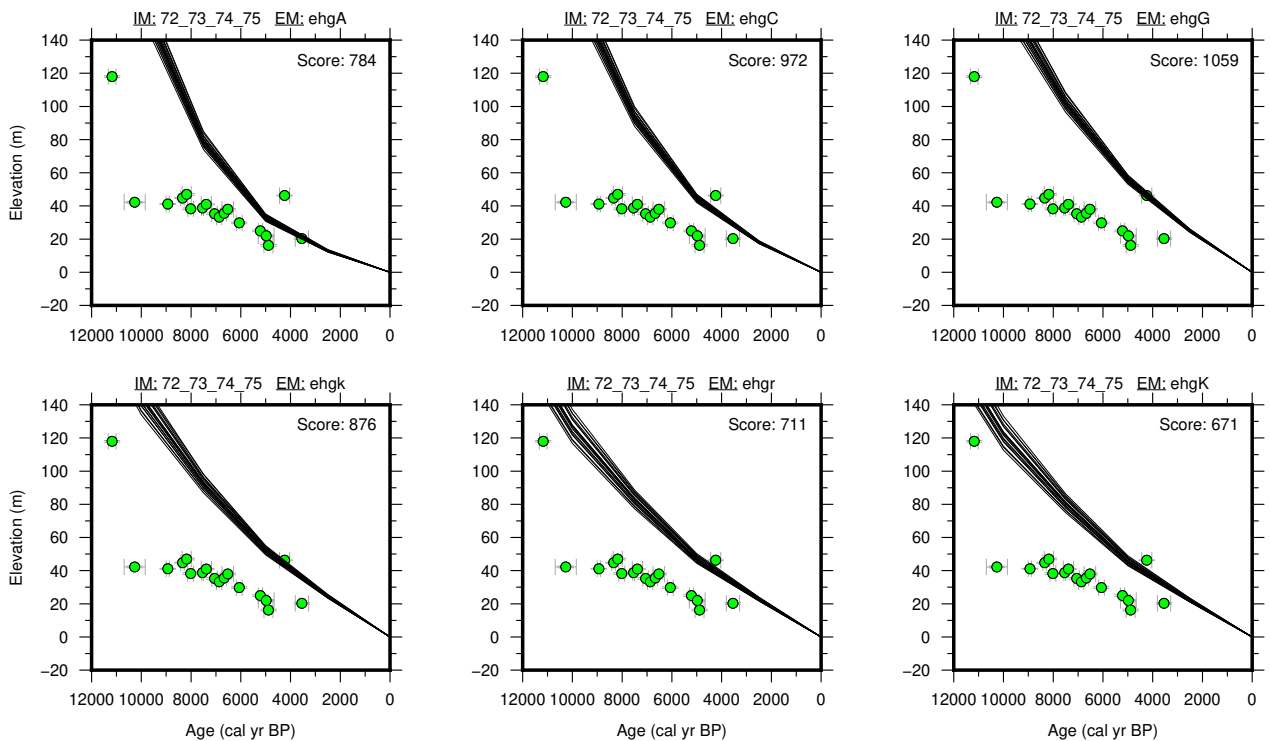 IM: 72_73_74_75 EM: ehgA
IM: 72_73_74_75 EM: ehgC
IM: 72_73_74_75 EM: ehgG
Score: 784
Score: 972
Score: 1059
Elevation (m)
140
120
100
80
60
40
20
0
−20
140
120
100
80
60
40
20
0
−20
140
120
100
80
60
40
20
0
−20
12000 10000 8000 6000 4000 2000 0
12000 10000 8000 6000 4000 2000 0
12000 10000 8000 6000 4000 2000 0
IM: 72_73_74_75 EM: ehgk
IM: 72_73_74_75 EM: ehgr
IM: 72_73_74_75 EM: ehgK
Score: 876
Score: 711
Score: 671
Elevation (m)
140
120
100
80
60
40
20
0
−20
140
120
100
80
60
40
20
0
−20
140
120
100
80
60
40
20
0
−20
12000 10000 8000 6000 4000 2000 0
12000 10000 8000 6000 4000 2000 0
12000 10000 8000 6000 4000 2000 0
Age (cal yr BP)
Age (cal yr BP)
Age (cal yr BP)